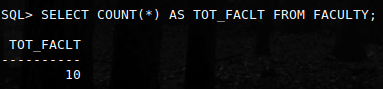 SQL> SELECT COUNT(*) AS TOT_FACLT FROM FACULTY;
TOT_FACLT
----------
10